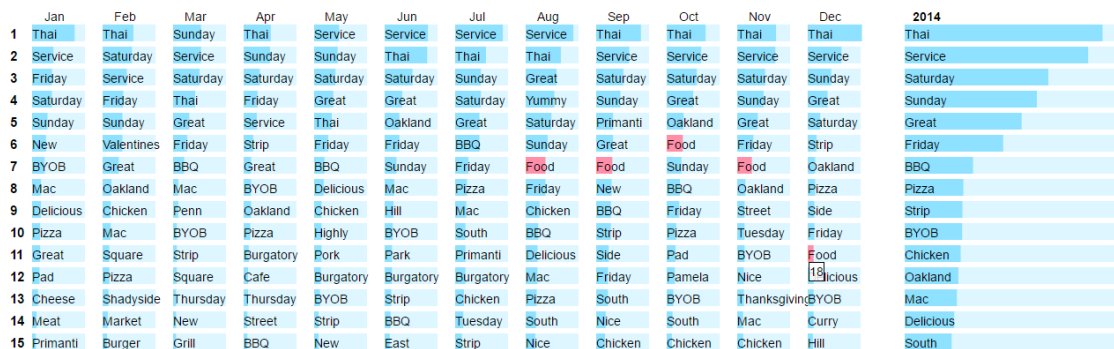 Jan Feb Mar Apr May Jun Jul Aug Sep Oct Nov Dec 2014
1 Thai Thai Sunday Thai Service Service Service Service Thai Thai Thai Thai Thai
2 Service Saturday Service Sunday Sunday Thai Thai Thai Service Service Service Service Service
3 Friday Service Saturday Saturday Saturday Saturday Sunday Great Saturday Saturday Saturday Sunday Saturday
4 Saturday Friday Thai Friday Great Great Saturday Yummy Sunday Great Sunday Great Sunday
5 Sunday Sunday Great Service Thai Oakland Great Saturday Primanti Oakland Great Saturday Great
6 New Valentines Friday Strip Friday Friday BBQ Sunday Great Food Friday Strip Friday
7 BYOB Great BBQ Great BBQ Sunday Friday Food Food Sunday Food Oakland BBQ
8 Mac Oakland Mac BYOB Delicious Mac Pizza Friday New BBQ Oakland Pizza Pizza
9 Delicious Chicken Penn Oakland Chicken Hill Mac Chicken BBQ Friday Street Side Strip
10 Pizza Mac BYOB Pizza Highly BYOB South BBQ Strip Pizza Tuesday Friday BYOB
11 Great Square Strip Burgatory Pork Park Primanti Delicious Side Pad BYOB Food Chicken
12 Pad Pizza Square Cafe Burgatory Burgatory Burgatory Mac Friday Pamela Nice 18 licious Oakland
13 Cheese Shadyside Thursday Thursday BYOB Strip Chicken Pizza South BYOB Thanksgiving BYOB Mac
14 Meat Market New Street Strip BBQ Tuesday South Nice South Mac Curry Delicious
15 Primanti Burger Grill BBQ New East Strip Nice Chicken Chicken Chicken Hill South